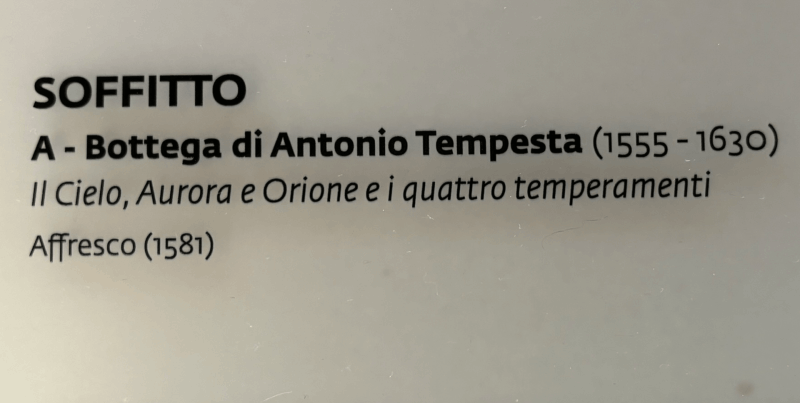 SOFFITTO
A - Bottega di Antonio Tempesta (1555 - 1630)
Il Cielo, Aurora e Orione e i quattro temperamenti
Affresco (1581)